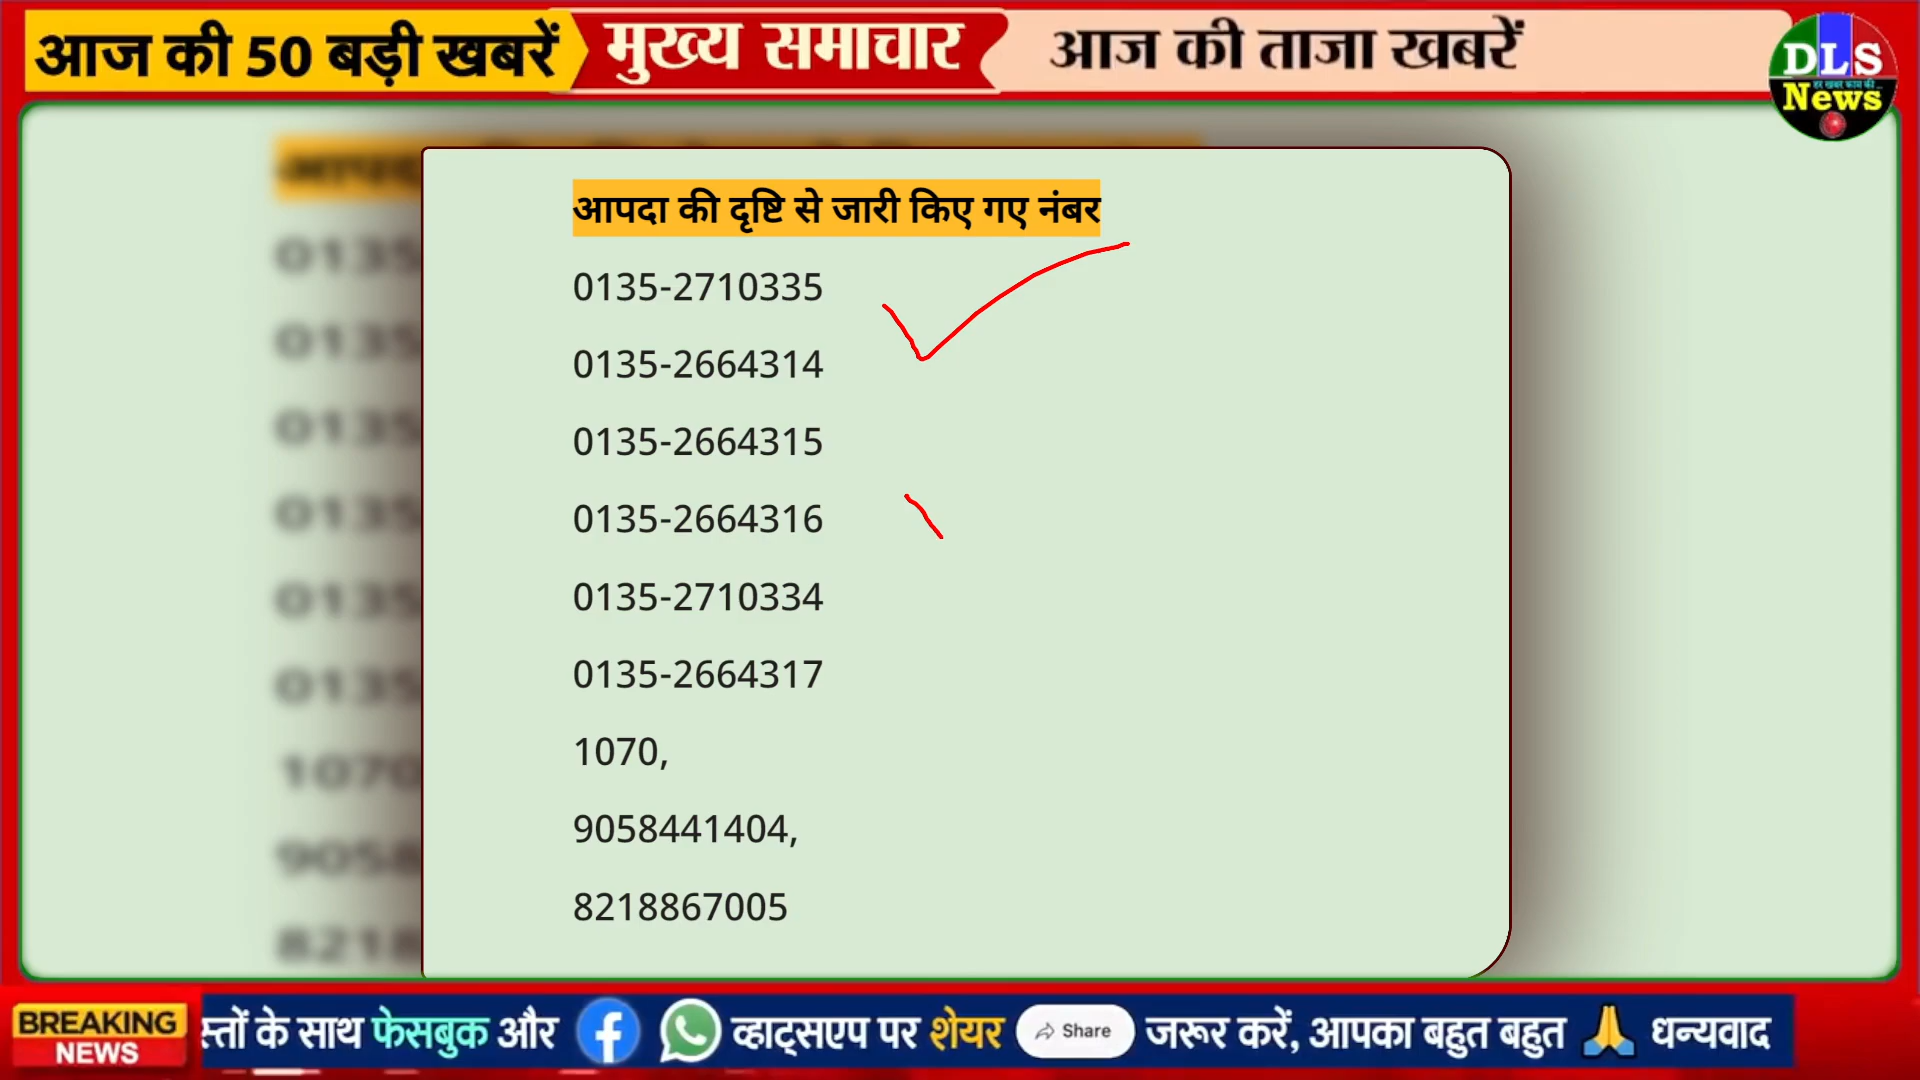 आज की 50 बड़ी खबरें
मुख्य समाचार
आज की ताजा खबरें
DLS
News
आपदा की दृष्टि से जारी किए गए नंबर
0135-2710335
0135-2664314
0135-2664315
0135-2664316
0135-2710334
0135-2664317
1070,
9058441404,
8218867005
BREAKING
NEWS
स्तों के साथ फेसबुक और व्हाट्सएप पर शेयर Share जरूर करें, आपका बहुत बहुत 🙏 धन्यवाद